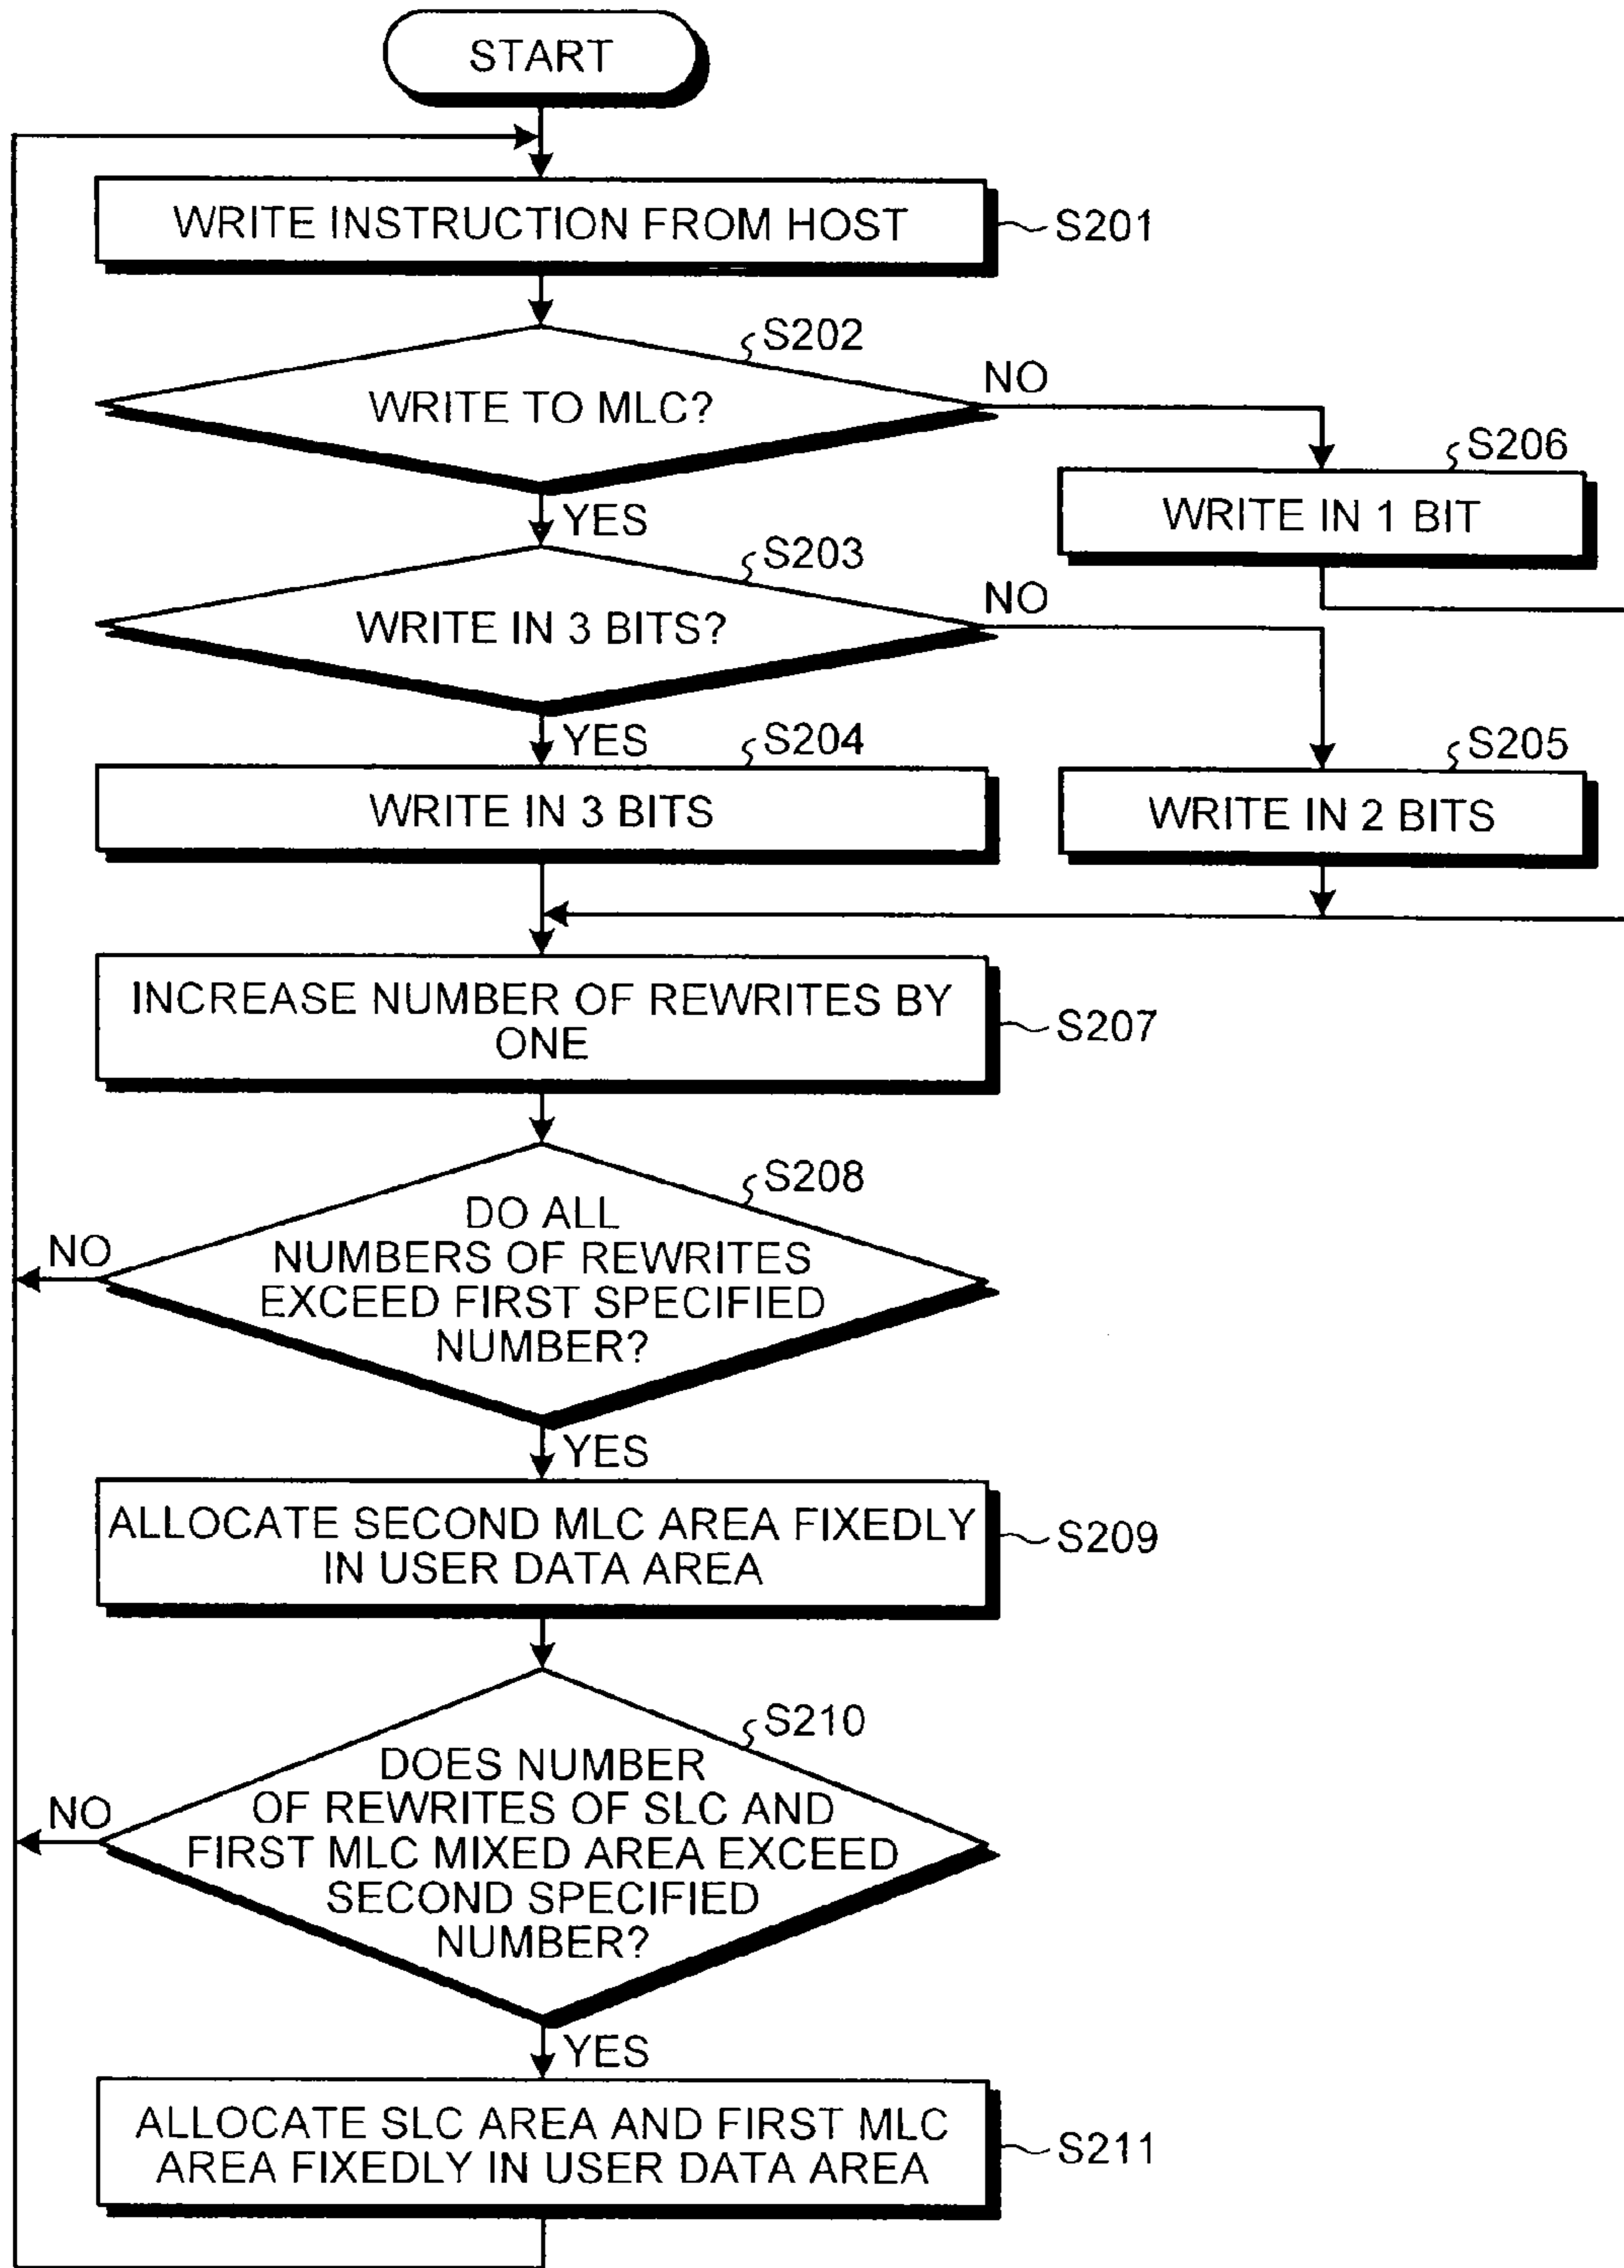 START
WRITE INSTRUCTION FROM HOST
S201
S202
WRITE TO MLC?
NO
S206
WRITE IN 1 BIT
YES
S203
WRITE IN 3 BITS?
NO
YES
S204
WRITE IN 3 BITS
S205
WRITE IN 2 BITS
INCREASE NUMBER OF REWRITES BY
ONE
S207
S208
DO ALL
NUMBERS OF REWRITES
EXCEED FIRST SPECIFIED
NUMBER?
NO
YES
ALLOCATE SECOND MLC AREA FIXEDLY
IN USER DATA AREA
S209
S210
DOES NUMBER
OF REWRITES OF SLC AND
FIRST MLC MIXED AREA EXCEED
SECOND SPECIFIED
NUMBER?
NO
YES
ALLOCATE SLC AREA AND FIRST MLC
AREA FIXEDLY IN USER DATA AREA
S211